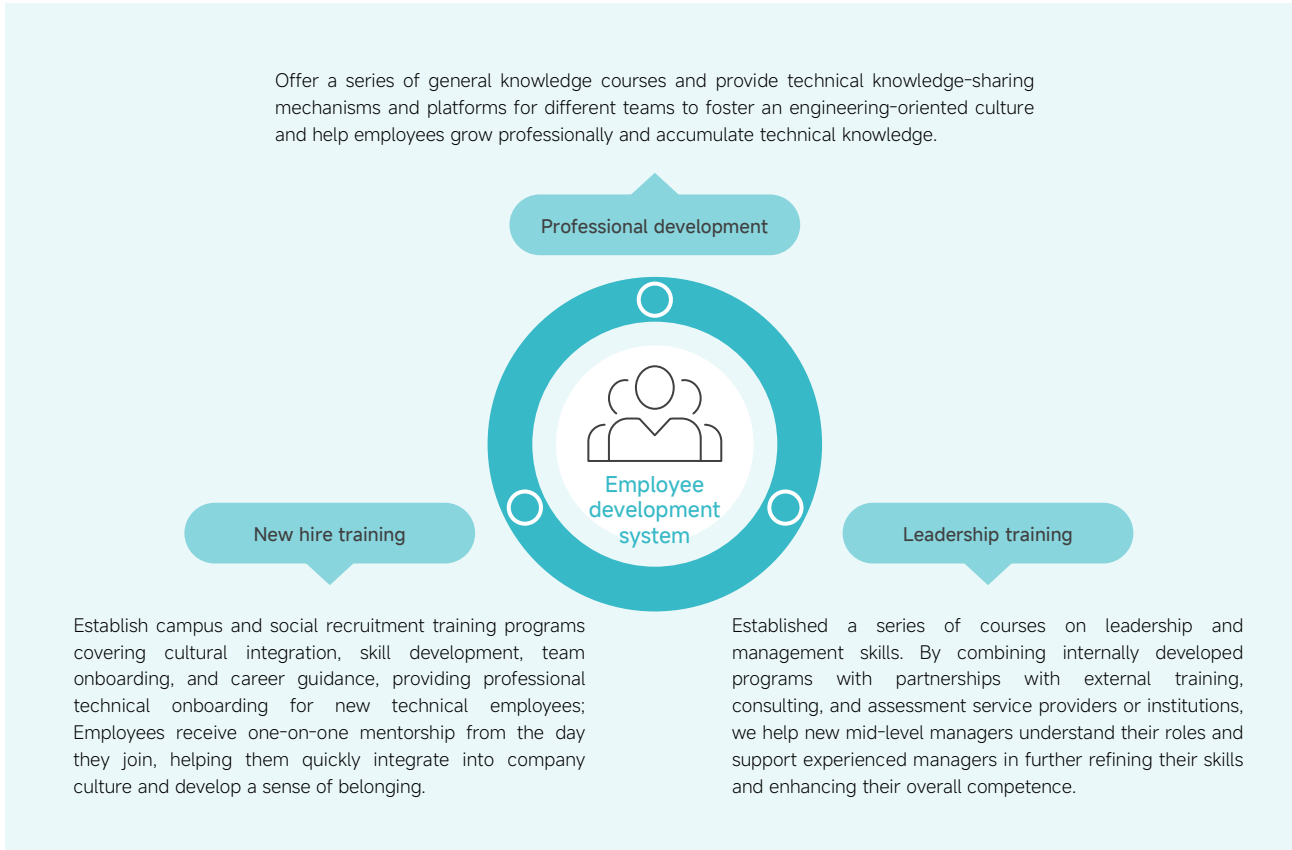 Offer a series of general knowledge courses and provide technical knowledge-sharing
mechanisms and platforms for different teams to foster an engineering-oriented culture
and help employees grow professionally and accumulate technical knowledge.
Professional development
Employee
development
system
New hire training
Establish campus and social recruitment training programs
covering cultural integration, skill development, team
onboarding, and career guidance, providing professional
technical onboarding for new technical employees;
Employees receive one-on-one mentorship from the day
they join, helping them quickly integrate into company
culture and develop a sense of belonging.
Leadership training
Established a series of courses on leadership and
management skills. By combining internally developed
programs with partnerships with external training,
consulting, and assessment service providers or institutions,
we help new mid-level managers understand their roles and
support experienced managers in further refining their skills
and enhancing their overall competence.